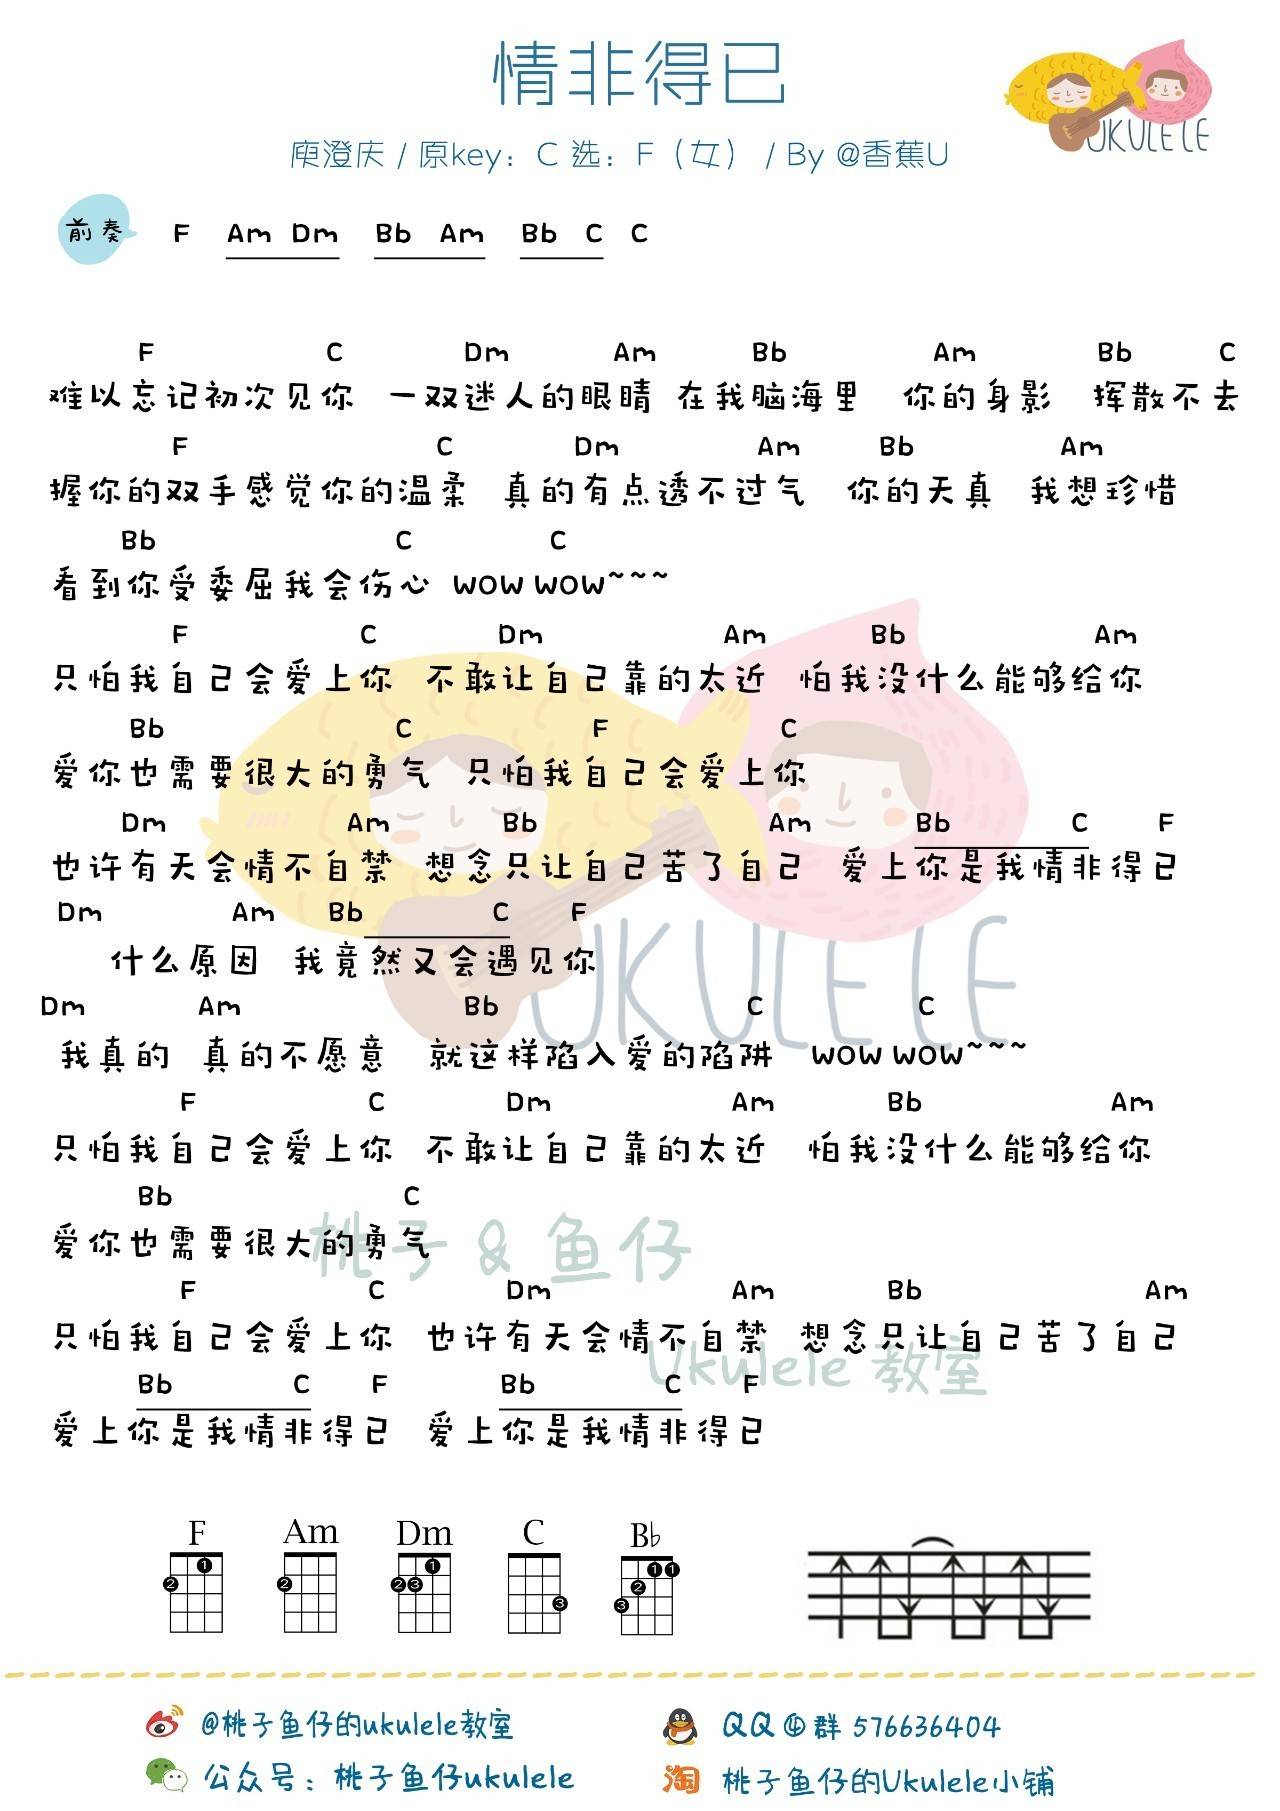 情非得已
UKULELE
庾澄庆 / 原key：C 选：F（女） / By @香蕉U
前奏 F Am Dm Bb Am Bb C C
F C Dm Am Bb Am Bb C
难以忘记初次见你 一双迷人的眼睛 在我脑海里 你的身影 挥散不去
F C Dm Am Bb Am
握你的双手感觉你的温柔 真的有点透不过气 你的天真 我想珍惜
Bb C C
看到你受委屈我会伤心 WOW WOW~~~
F C Dm Am Bb Am
只怕我自己会爱上你 不敢让自己靠的太近 怕我没什么能够给你
Bb C F C
爱你也需要很大的勇气 只怕我自己会爱上你
Dm Am Bb Am Bb C F
也许有天会情不自禁 想念只让自己苦了自己 爱上你是我情非得已
Dm Am Bb C F
什么原因 我竟然又会遇见你
UKULELE
Dm Am Bb C C
我真的 真的不愿意 就这样陷入爱的陷阱 WOW WOW~~~
F C Dm Am Bb Am
只怕我自己会爱上你 不敢让自己靠的太近 怕我没什么能够给你
Bb C
爱你也需要很大的勇气
桃子 & 鱼仔
F C Dm Am Bb Am
只怕我自己会爱上你 也许有天会情不自禁 想念只让自己苦了自己
Ukulele 教室
Bb C F Bb C F
爱上你是我情非得已 爱上你是我情非得已
F Am Dm C B♭
1 2
2
1 2 3
3
1 1 2 3
@桃子鱼仔的ukulele教室
QQ ④ 群 576636404
公众号：桃子鱼仔ukulele
淘 桃子鱼仔的Ukulele小铺